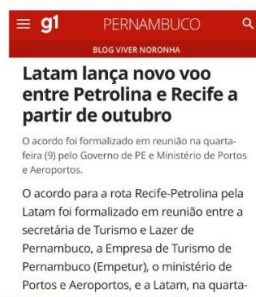 g1 PERNAMBUCO
BLOG VIVER NORONHA
Latam lança novo voo
entre Petrolina e Recife a
partir de outubro
O acordo foi formalizado em reunião na quarta-
feira (9) pelo Governo de PE e Ministério de Portos
e Aeroportos.
O acordo para a rota Recife-Petrolina pela
Latam foi formalizado em reunião entre a
secretaria de Turismo e Lazer de
Pernambuco, a Empresa de Turismo de
Pernambuco (Empetur), o ministério de
Portos e Aeroportos, e a Latam, na quarta-